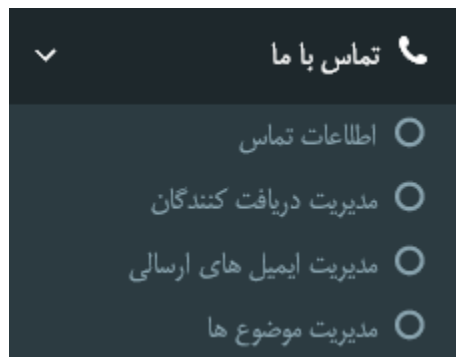 تماس با ما
اطلاعات تماس
مدیریت دریافت کنندگان
مدیریت ایمیل های ارسالی
مدیریت موضوع ها